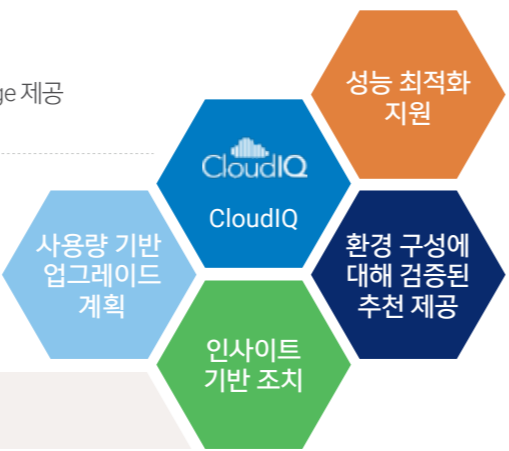 ge 제공
성능 최적화
지원
CloudIQ
CloudIQ
사용량 기반
업그레이드
계획
환경 구성에
대해 검증된
추천 제공
인사이트
기반 조치